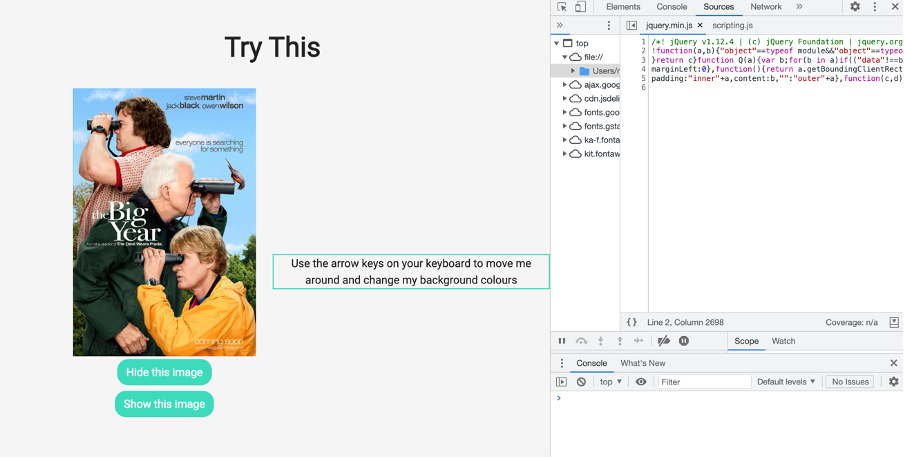 Try This
stevemartin
jackblack owenwilson
everyone is searching
for something
the Big
Year
From the director of The Devil Wears Prada
coming soon
Hide this image
Show this image
Use the arrow keys on your keyboard to move me
around and change my background colours
Elements Console Sources Network »
» jquery.min.js × scripting.js
top
file://
Users/r
ajax.goog
cdn.jsdeli
fonts.goo
fonts.gsta
ka-f.fonta
kit.fontaw
1 /*! jQuery v1.12.4 | (c) jQuery Foundation | jquery.org
2 !function(a,b){"object"==typeof module&&"object"==typeo
3 }return c}function Q(a){var b;for(b in a)if(("data"!==b
4 marginLeft:0},function(){return a.getBoundingClientRect
5 padding:"inner"+a,content:b,"":"outer"+a},function(c,d)
6
{} Line 2, Column 2698 Coverage: n/a
Scope Watch
Console What's New
top Filter Default levels No Issues